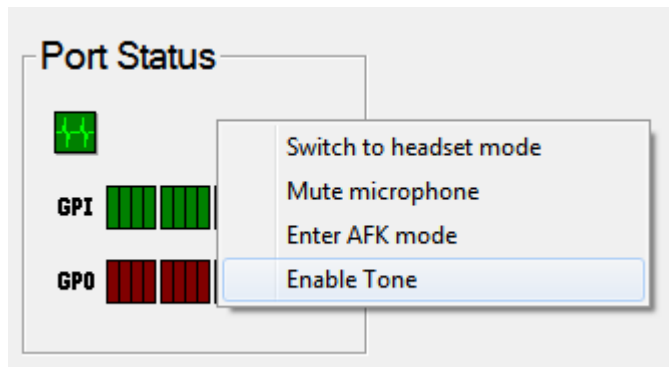 Port Status
Switch to headset mode
Mute microphone
GPI
Enter AFK mode
GPO
Enable Tone